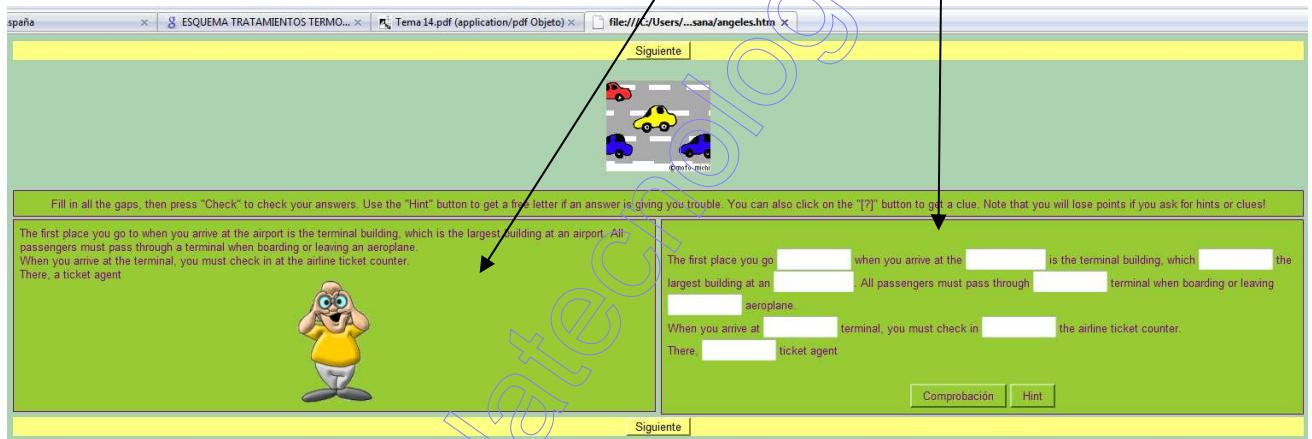 spaña
ESQUEMA TRATAMIENTOS TERMO...
Tema 14.pdf (application/pdf Objeto)
file:///C:/Users/...sana/angeles.htm
Siguiente
Fill in all the gaps, then press "Check" to check your answers. Use the "Hint" button to get a free letter if an answer is giving you trouble. You can also click on the "[?]" button to get a clue. Note that you will lose points if you ask for hints or clues!
The first place you go to when you arrive at the airport is the terminal building, which is the largest building at an airport. All
passengers must pass through a terminal when boarding or leaving an aeroplane.
When you arrive at the terminal, you must check in at the airline ticket counter.
There, a ticket agent
The first place you go when you arrive at the is the terminal building, which the
largest building at an . All passengers must pass through terminal when boarding or leaving
aeroplane.
When you arrive at terminal, you must check in the airline ticket counter.
There, ticket agent
Comprobación Hint
Siguiente